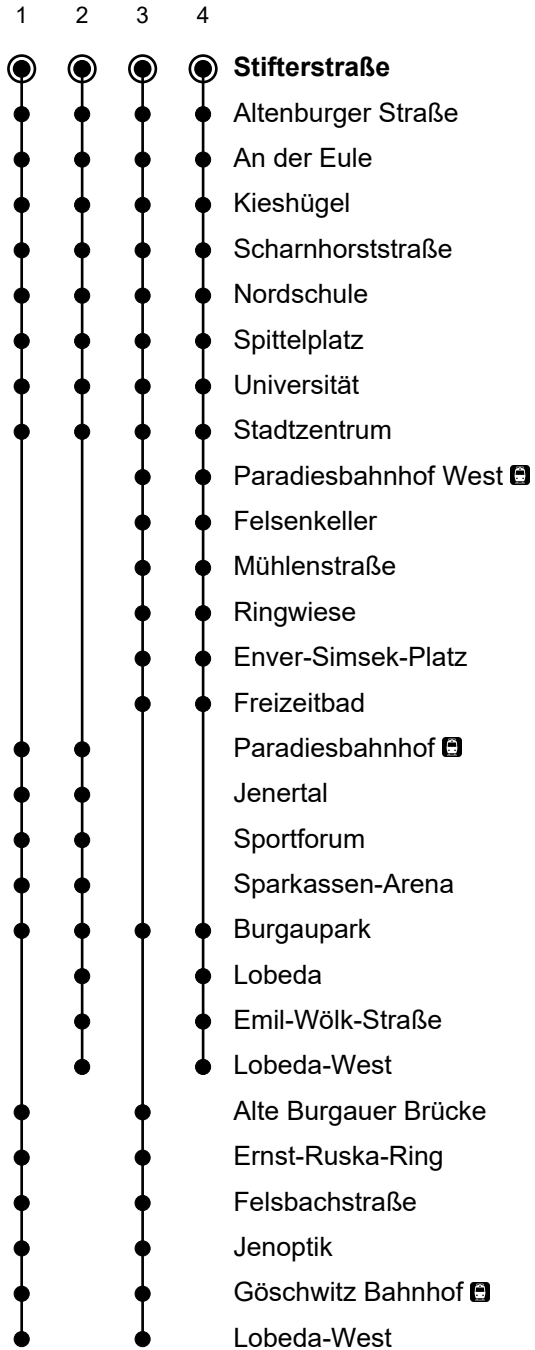 1 2 3 4
Stifterstraße
Altenburger Straße
An der Eule
Kieshügel
Scharnhorststraße
Nordschule
Spittelplatz
Universität
Stadtzentrum
Paradiesbahnhof West
Felsenkeller
Mühlenstraße
Ringwiese
Enver-Simsek-Platz
Freizeitbad
Paradiesbahnhof
Jenertal
Sportforum
Sparkassen-Arena
Burgaupark
Lobeda
Emil-Wölk-Straße
Lobeda-West
Alte Burgauer Brücke
Ernst-Ruska-Ring
Felsbachstraße
Jenoptik
Göschwitz Bahnhof
Lobeda-West